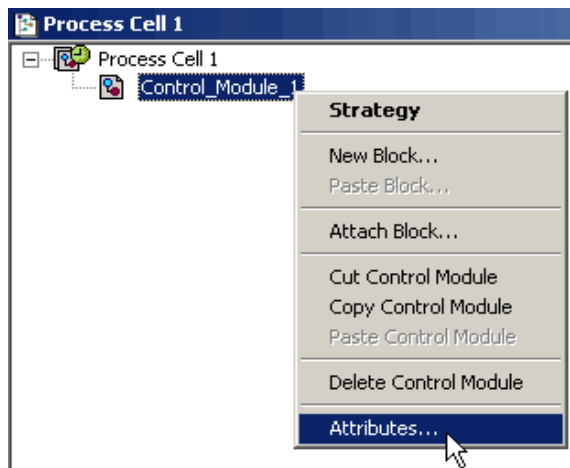 Process Cell 1
Process Cell 1
Control_Module_1
Strategy
New Block...
Paste Block...
Attach Block...
Cut Control Module
Copy Control Module
Paste Control Module
Delete Control Module
Attributes...